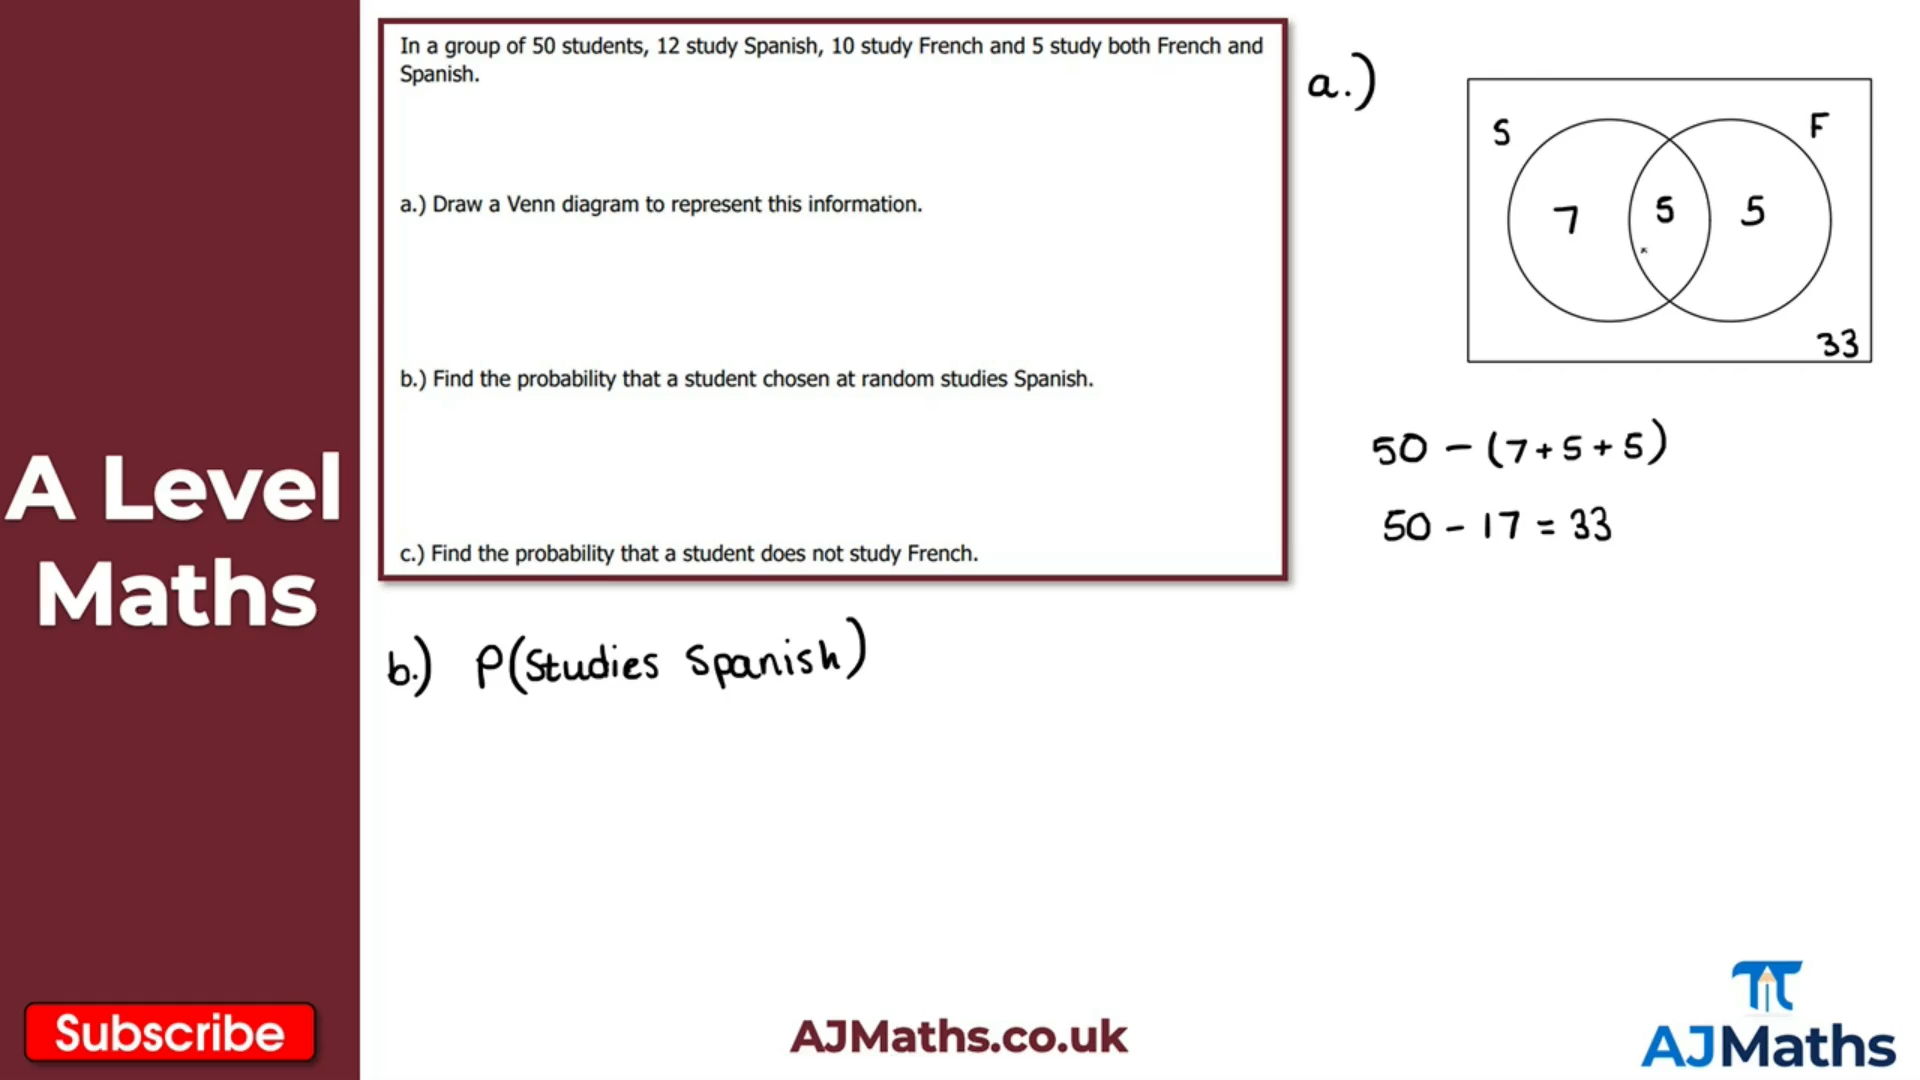 A Level
Maths
Subscribe
In a group of 50 students, 12 study Spanish, 10 study French and 5 study both French and
Spanish.
a.) Draw a Venn diagram to represent this information.
b.) Find the probability that a student chosen at random studies Spanish.
c.) Find the probability that a student does not study French.
a.)
S
F
7 5 5
33
50 - (7+5+5)
50 - 17 = 33
b.) P(Studies Spanish)
AJMaths.co.uk
AJMaths